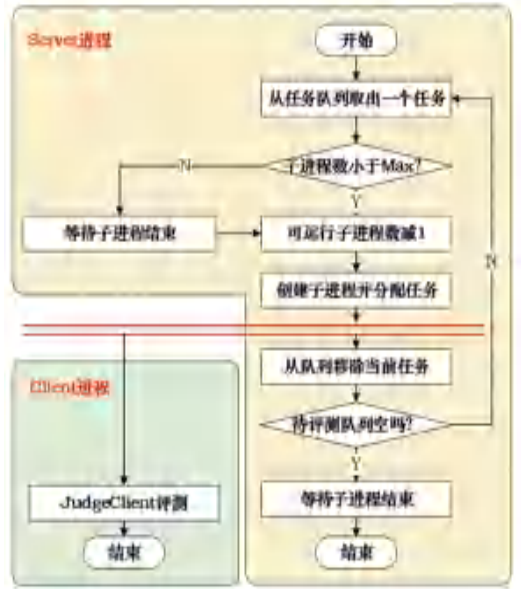 Server进程
开始
从任务队列取出一个任务
子进程数小于Max?
N
Y
等待子进程结束
可运行子进程数减1
N
创建子进程并分配任务
从队列移除当前任务
Client进程
待评测队列空吗?
Y
JudgeClient评测
等待子进程结束
结束
结束